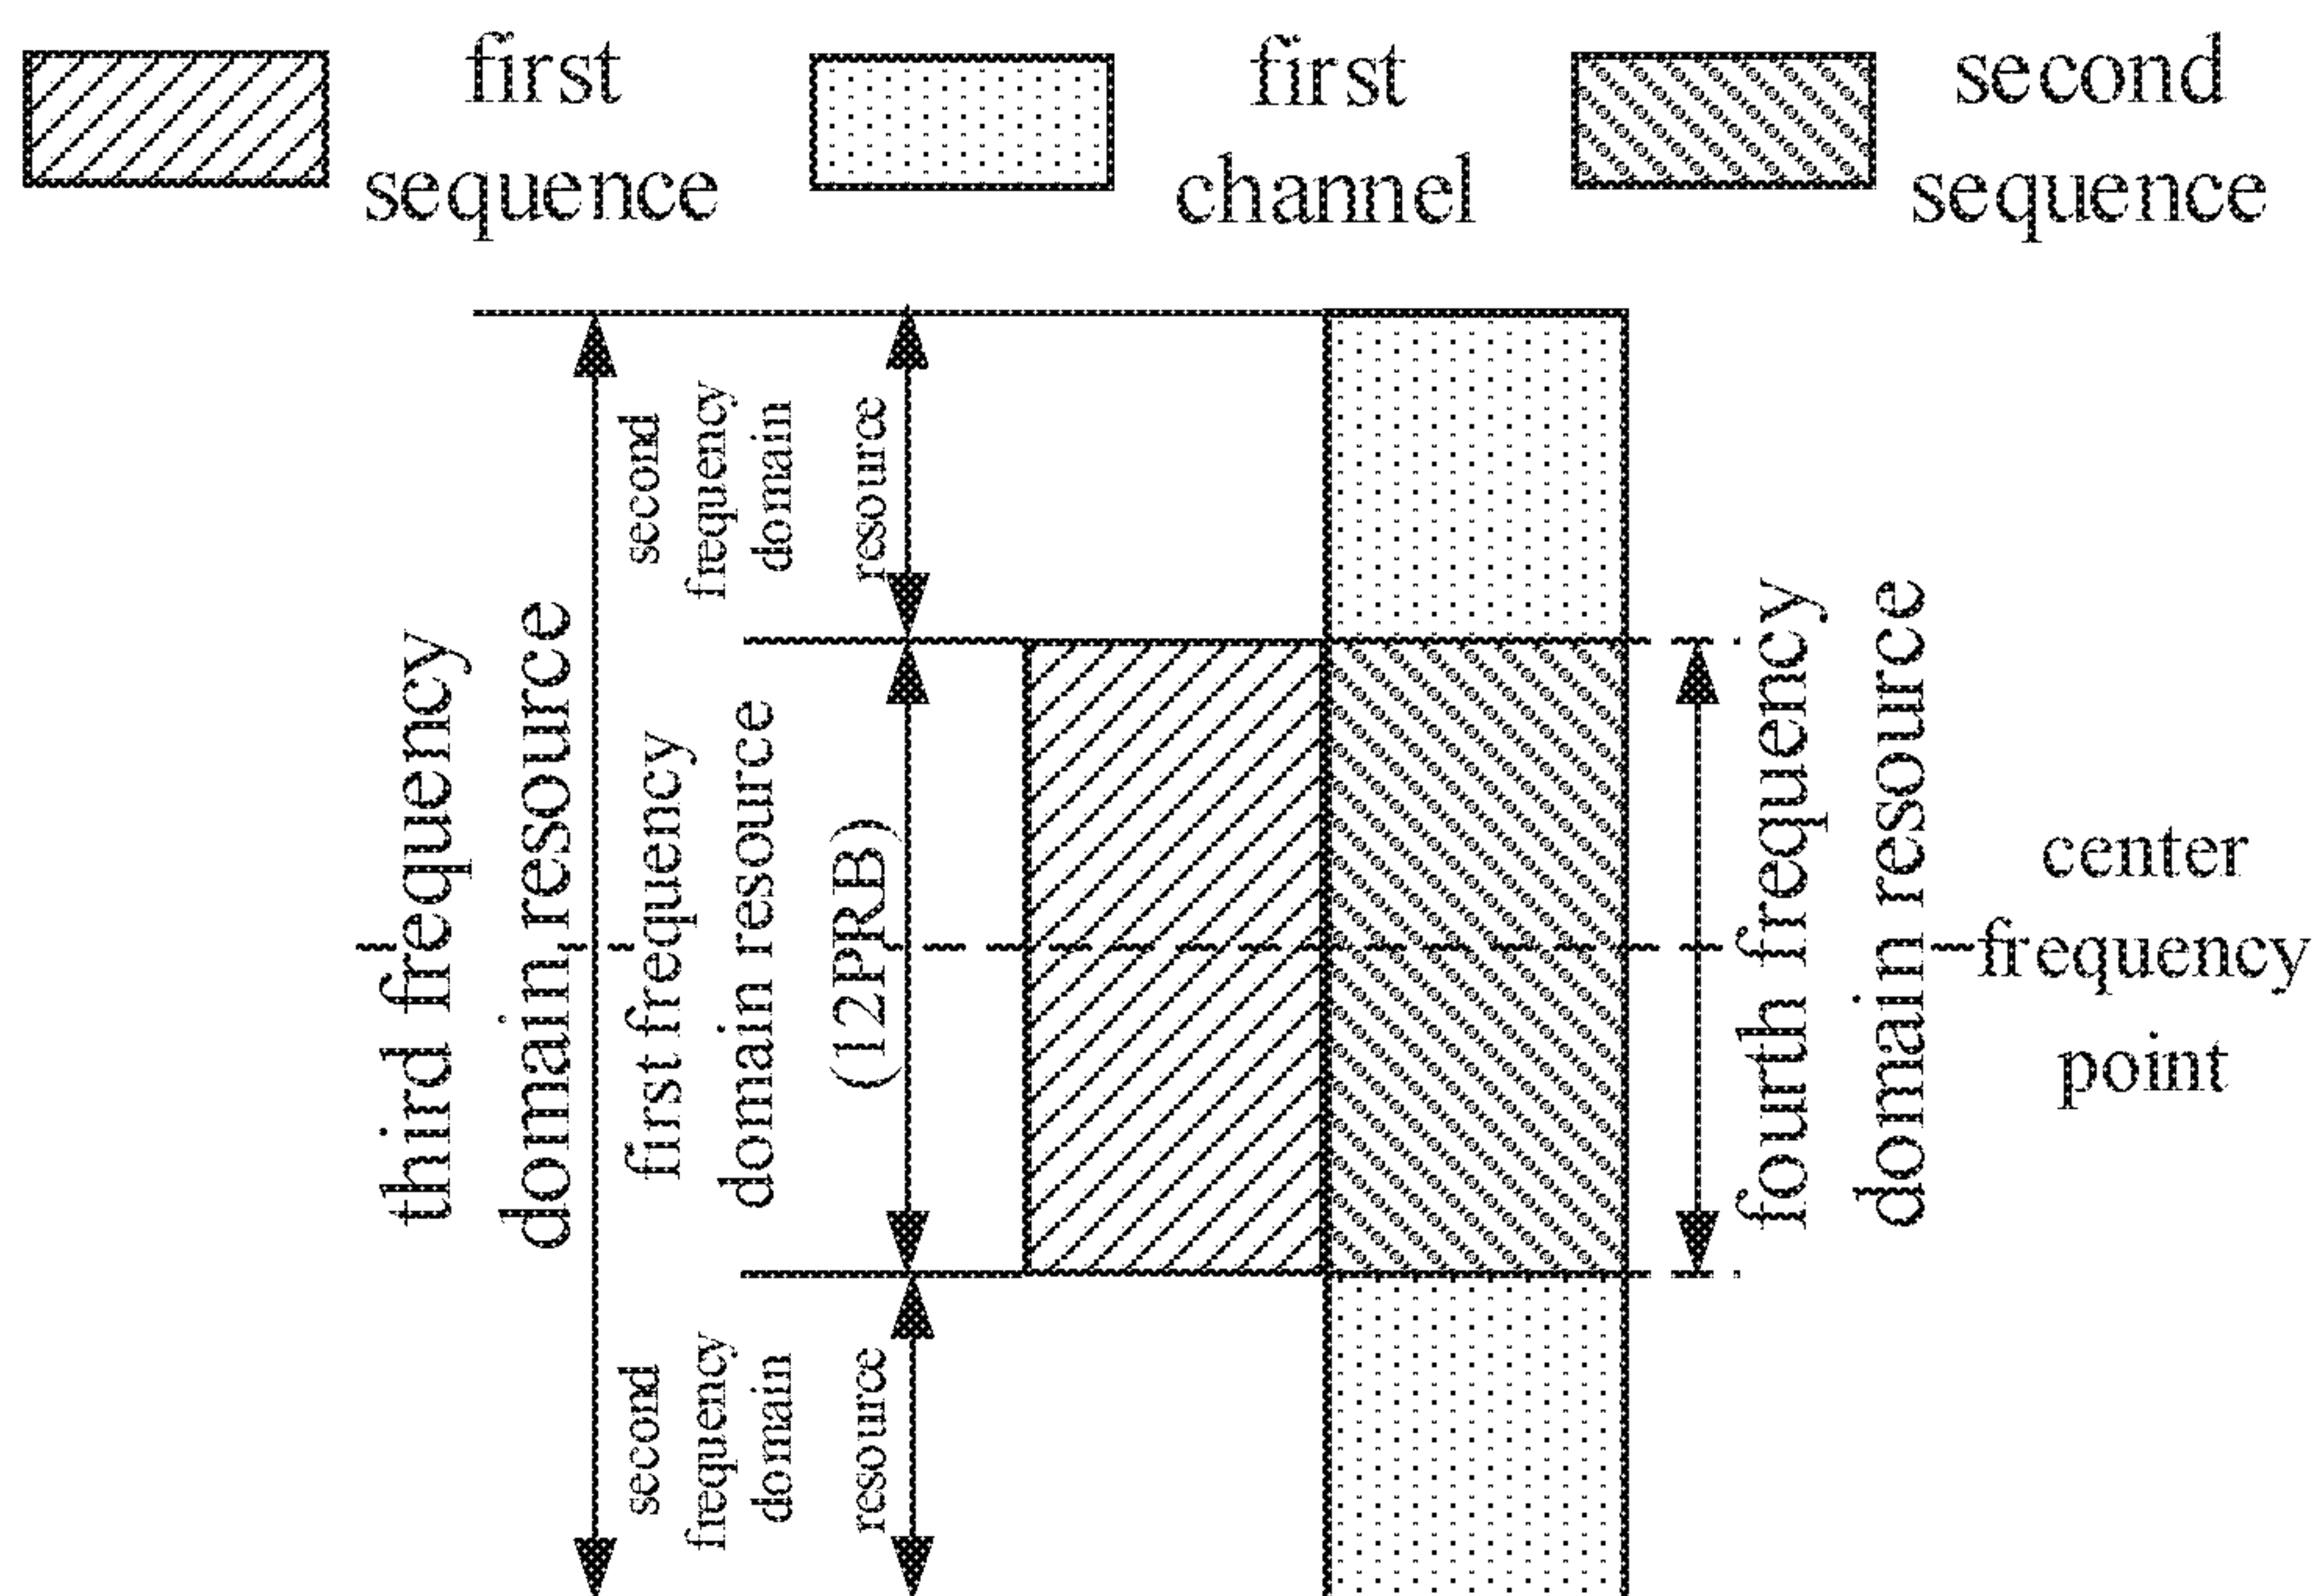 first
sequence
first
channel
second
sequence
third frequency
domain resource
second
frequency
domain
resource
first frequency
domain resource
(12PRB)
second
frequency
domain
resource
fourth frequency
domain resource
center
frequency
point